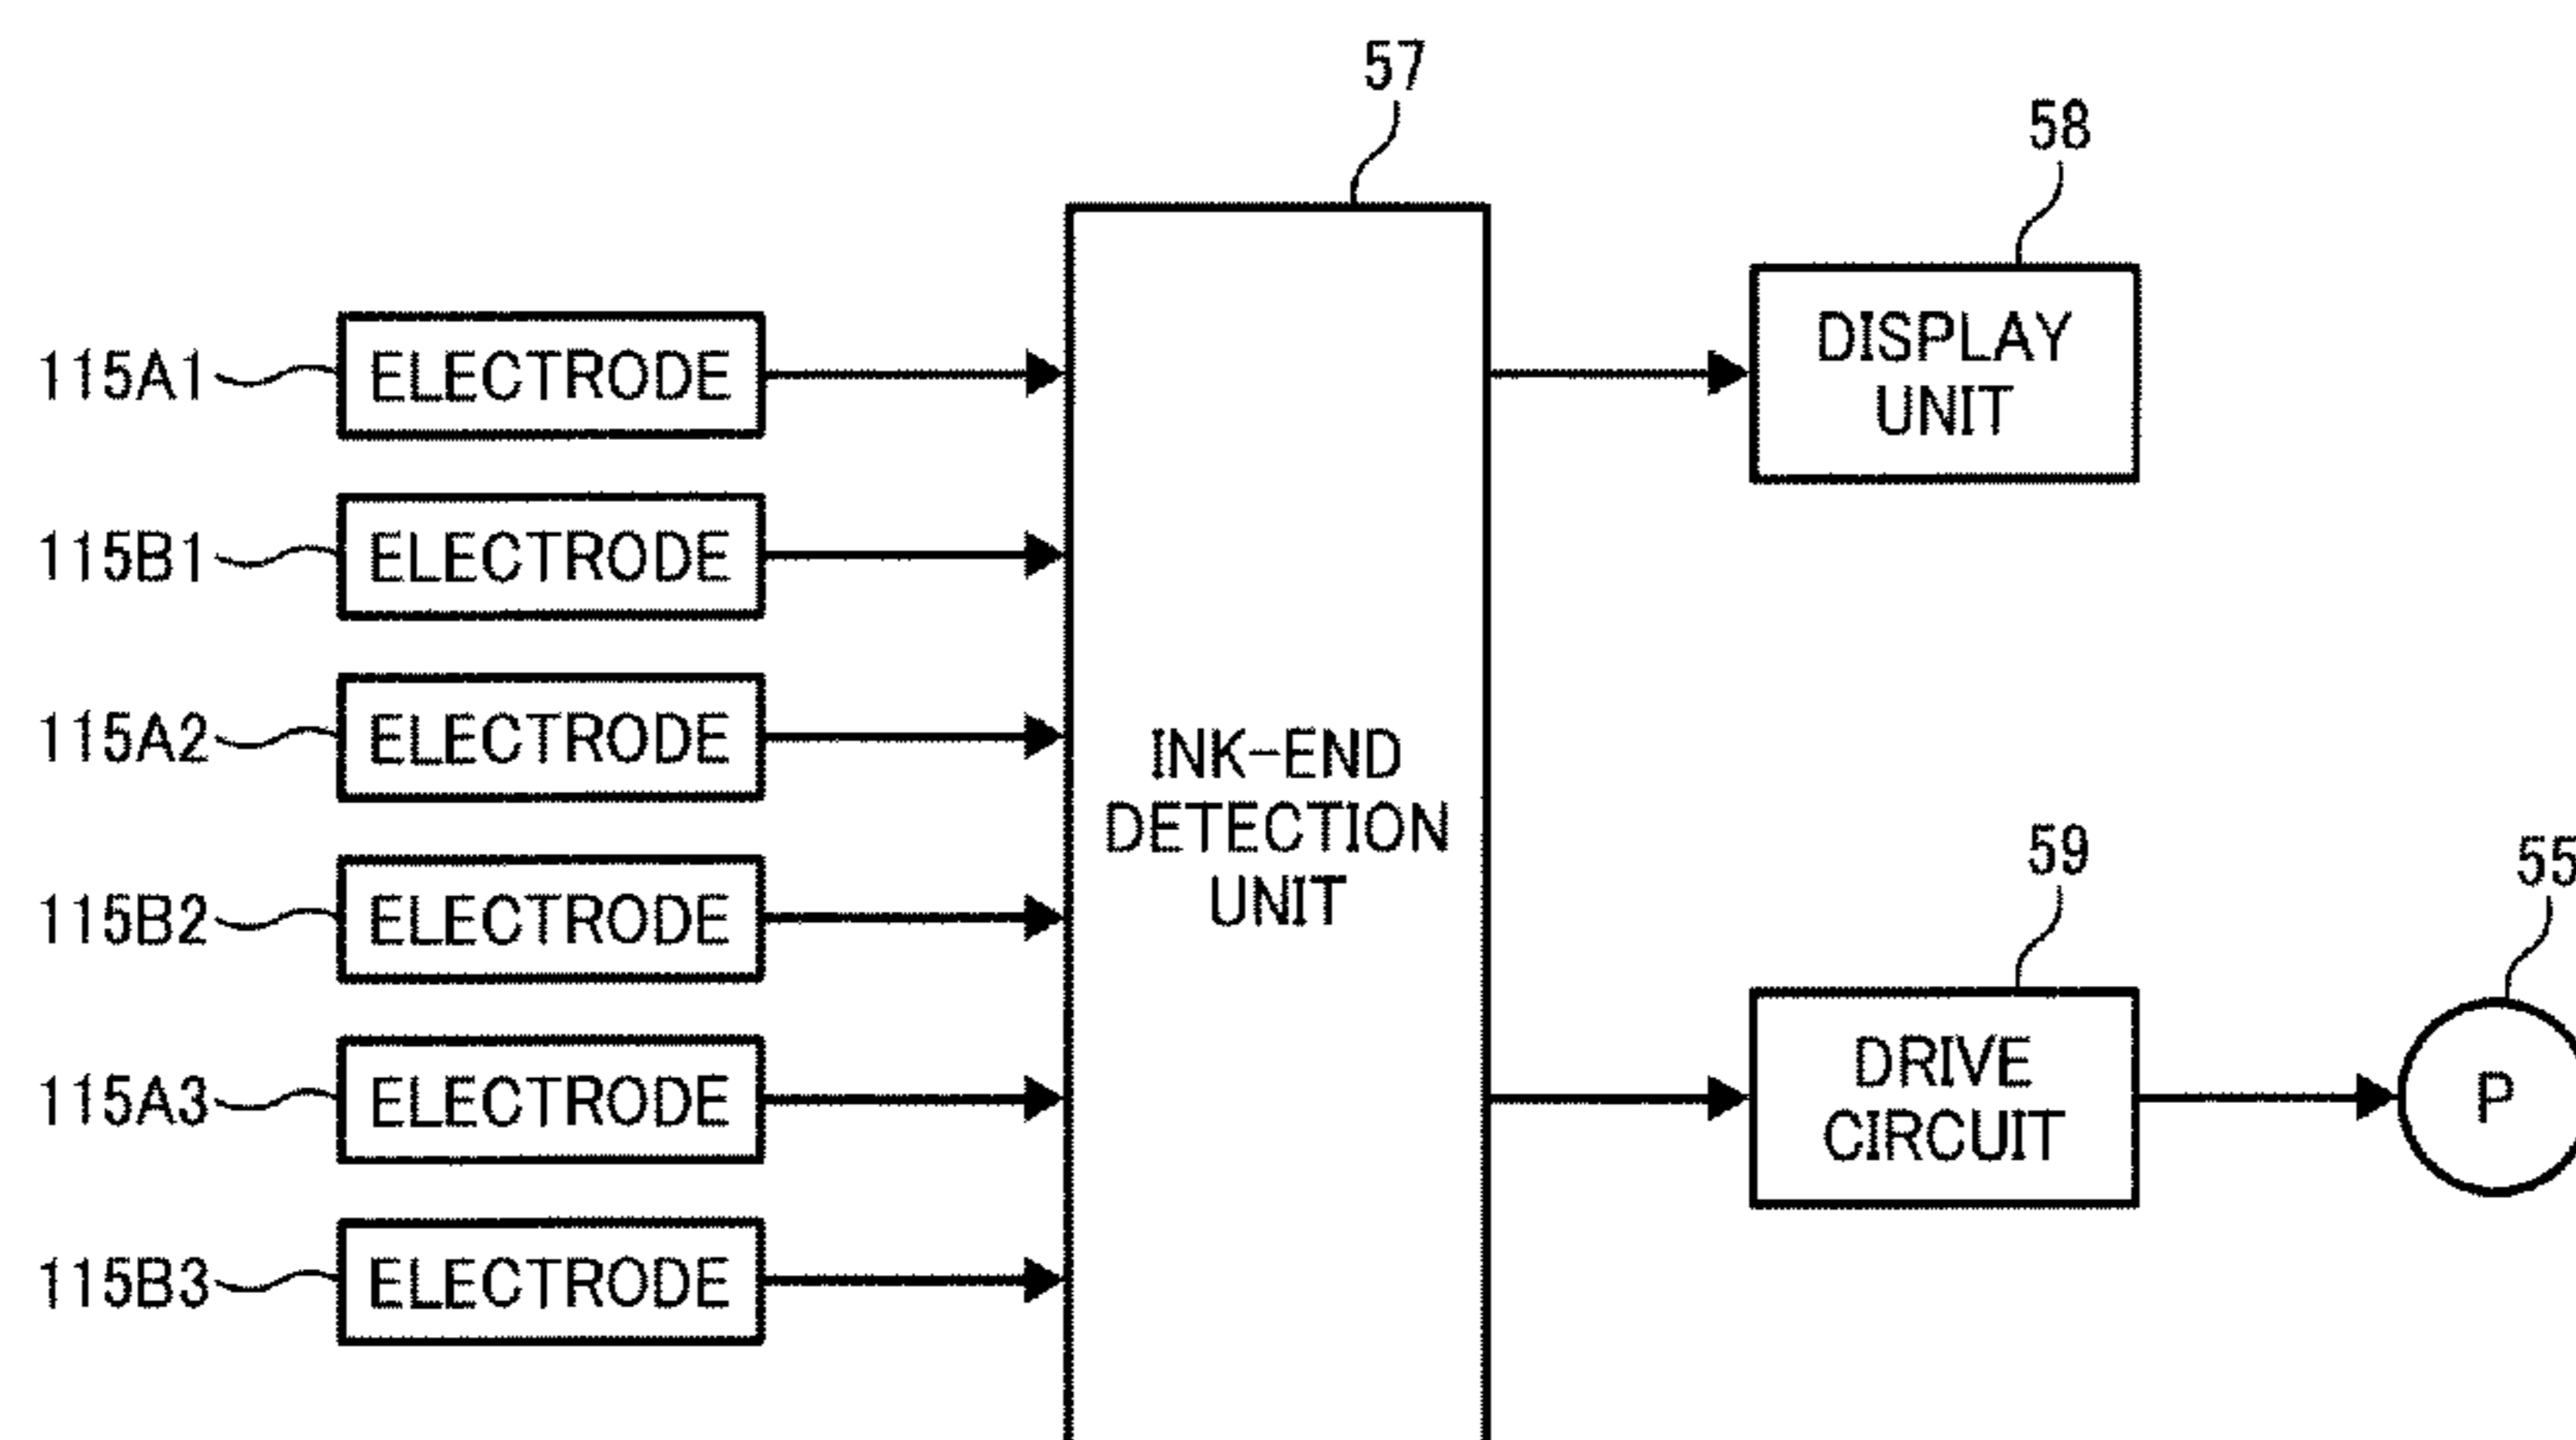 57
58
115A1
ELECTRODE
DISPLAY
UNIT
115B1
ELECTRODE
115A2
ELECTRODE
INK-END
DETECTION
UNIT
115B2
ELECTRODE
59
55
115A3
ELECTRODE
DRIVE
CIRCUIT
P
115B3
ELECTRODE